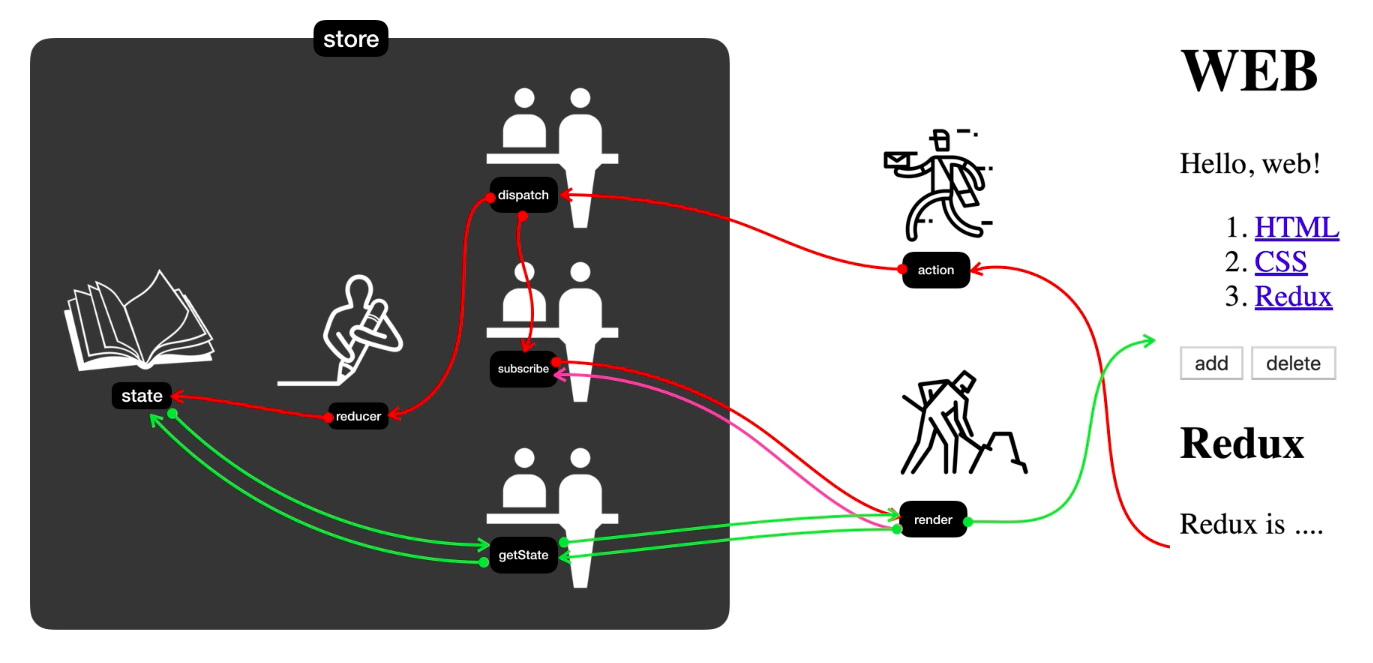 store
dispatch
subscribe
state
reducer
getState
action
render
WEB
Hello, web!
1. HTML
2. CSS
3. Redux
add delete
Redux
Redux is ....